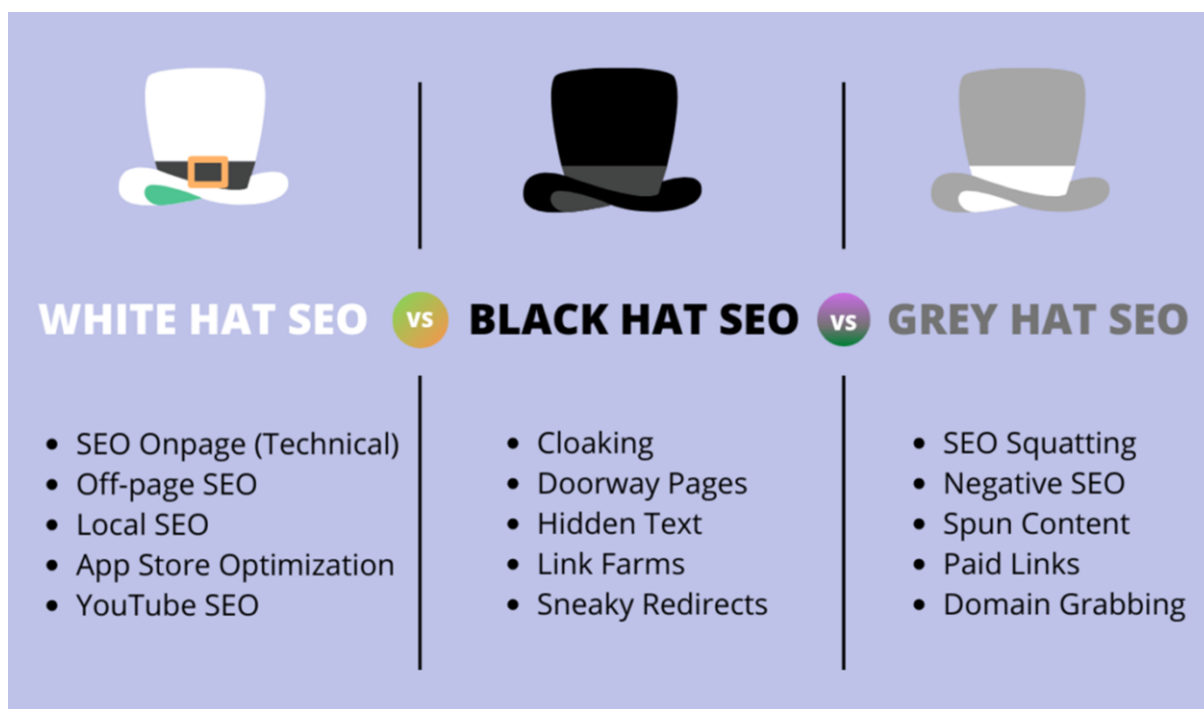 WHITE HAT SEO
VS
BLACK HAT SEO
VS
GREY HAT SEO
• SEO Onpage (Technical)
• Off-page SEO
• Local SEO
• App Store Optimization
• YouTube SEO
• Cloaking
• Doorway Pages
• Hidden Text
• Link Farms
• Sneaky Redirects
• SEO Squatting
• Negative SEO
• Spun Content
• Paid Links
• Domain Grabbing